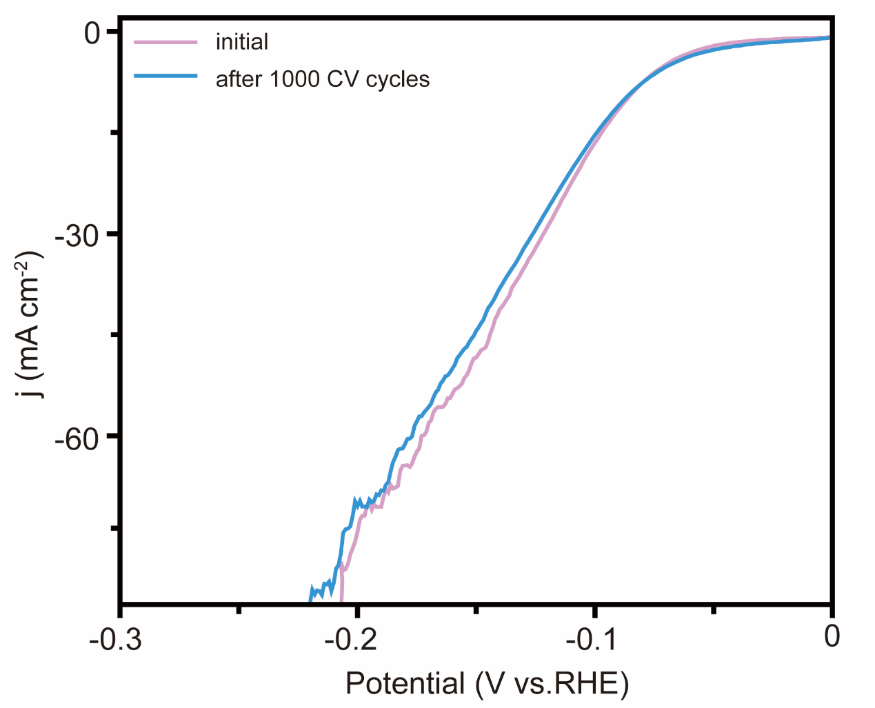 initial
after 1000 CV cycles
0
-30
-60
j (mA cm⁻²)
-0.3
-0.2
-0.1
0
Potential (V vs.RHE)